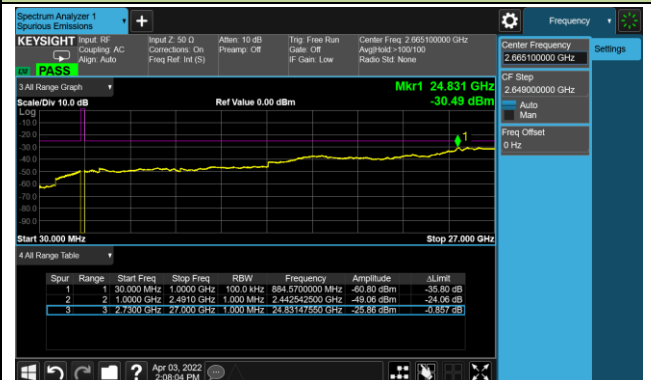 Spectrum Analyzer 1
Spurious Emissions
Frequency
KEYSIGHT
Input: RF
Coupling: AC
Align: Auto
Input Z: 50 Ω
Corrections: On
Freq Ref: Int (S)
Atten: 10 dB
Preamp: Off
Trig: Free Run
Gate: Off
IF Gain: Low
Center Freq: 2.665100000 GHz
Avg|Hold:>100/100
Radio Std: None
PASS
Center Frequency
2.665100000 GHz
Settings
CF Step
2.649000000 GHz
Auto
Man
Freq Offset
0 Hz
3 All Range Graph
Mkr1 24.831 GHz
Scale/Div 10.0 dB
Ref Value 0.00 dBm
-30.49 dBm
Log
-10.0
-20.0
-30.0
-40.0
-50.0
-60.0
-70.0
-80.0
-90.0
1
Start 30.000 MHz
Stop 27.000 GHz
4 All Range Table
Spur Range Start Freq Stop Freq RBW Frequency Amplitude ΔLimit
1 1 30.000 MHz 1.0000 GHz 100.0 kHz 884.5700000 MHz -60.80 dBm -35.80 dB
2 2 1.0000 GHz 2.4910 GHz 1.000 MHz 2.442542500 GHz -49.06 dBm -24.06 dB
3 3 2.7300 GHz 27.000 GHz 1.000 MHz 24.83147550 GHz -25.86 dBm -0.857 dB
?
Apr 03, 2022
2:08:04 PM